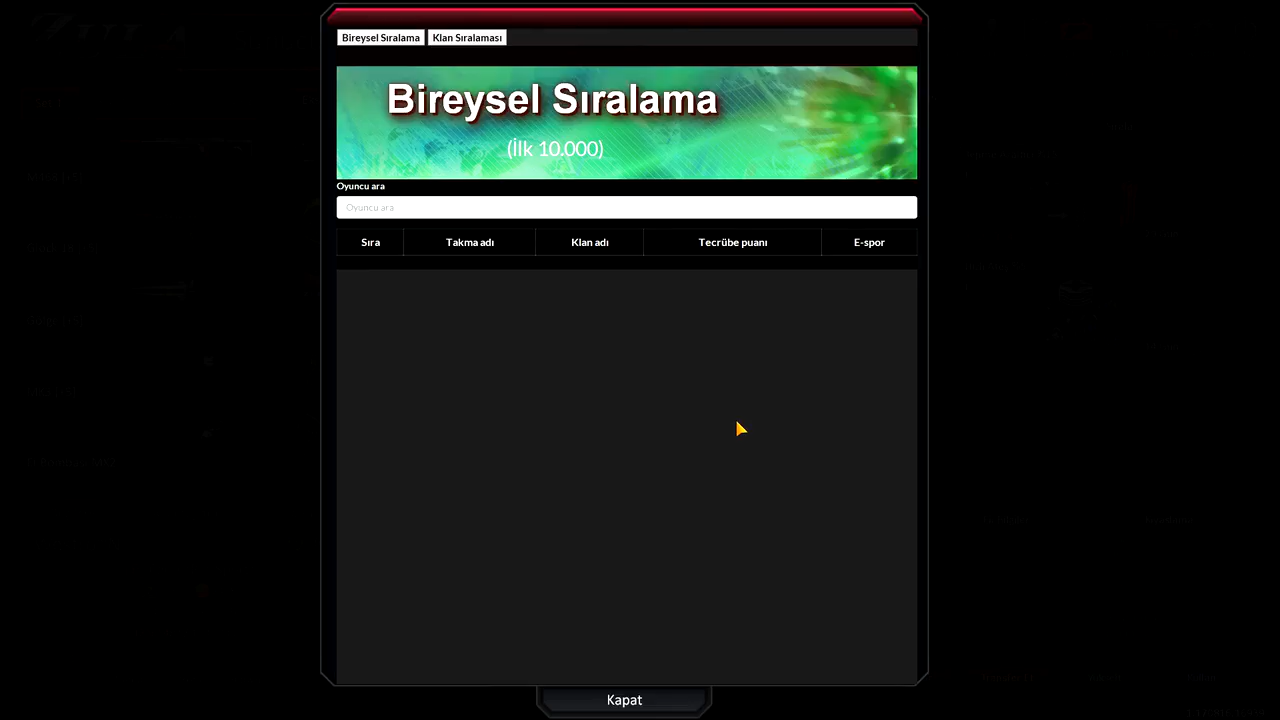 Bireysel Sıralama Klan Sıralaması
Bireysel Sıralama
(İlk 10.000)
Oyuncu ara
Oyuncu ara
Sıra Takma adı Klan adı Tecrübe puanı E-spor
Kapat